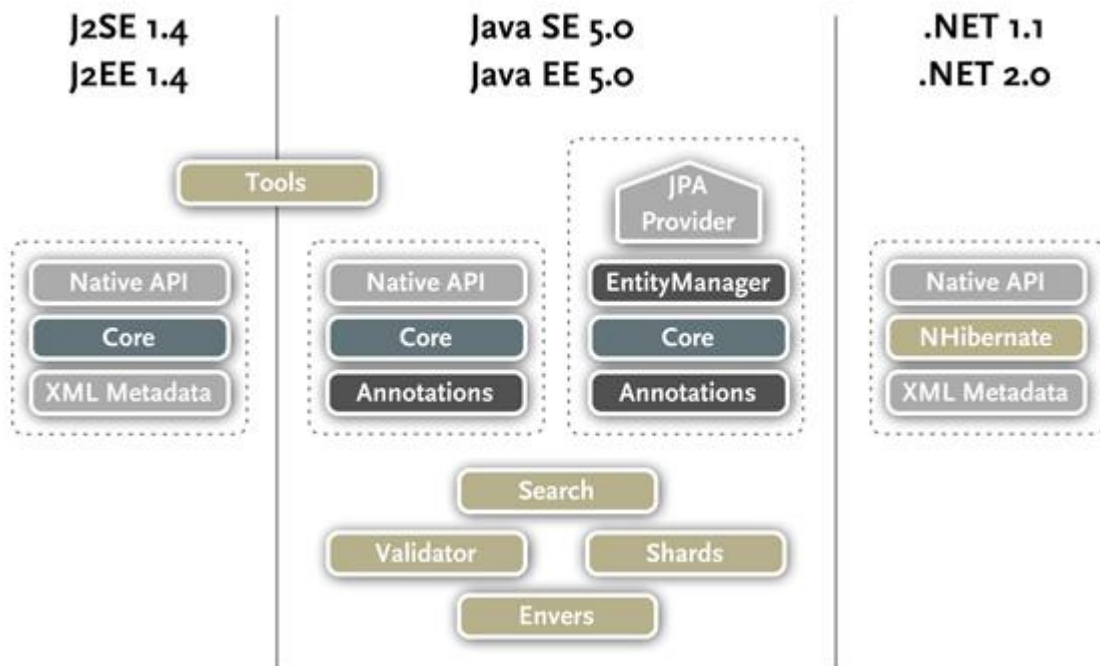 J2SE 1.4
J2EE 1.4
Java SE 5.0
Java EE 5.0
.NET 1.1
.NET 2.0
Tools
Native API
Core
XML Metadata
Native API
Core
Annotations
JPA
Provider
EntityManager
Core
Annotations
Search
Validator
Shards
Envers
Native API
NHibernate
XML Metadata